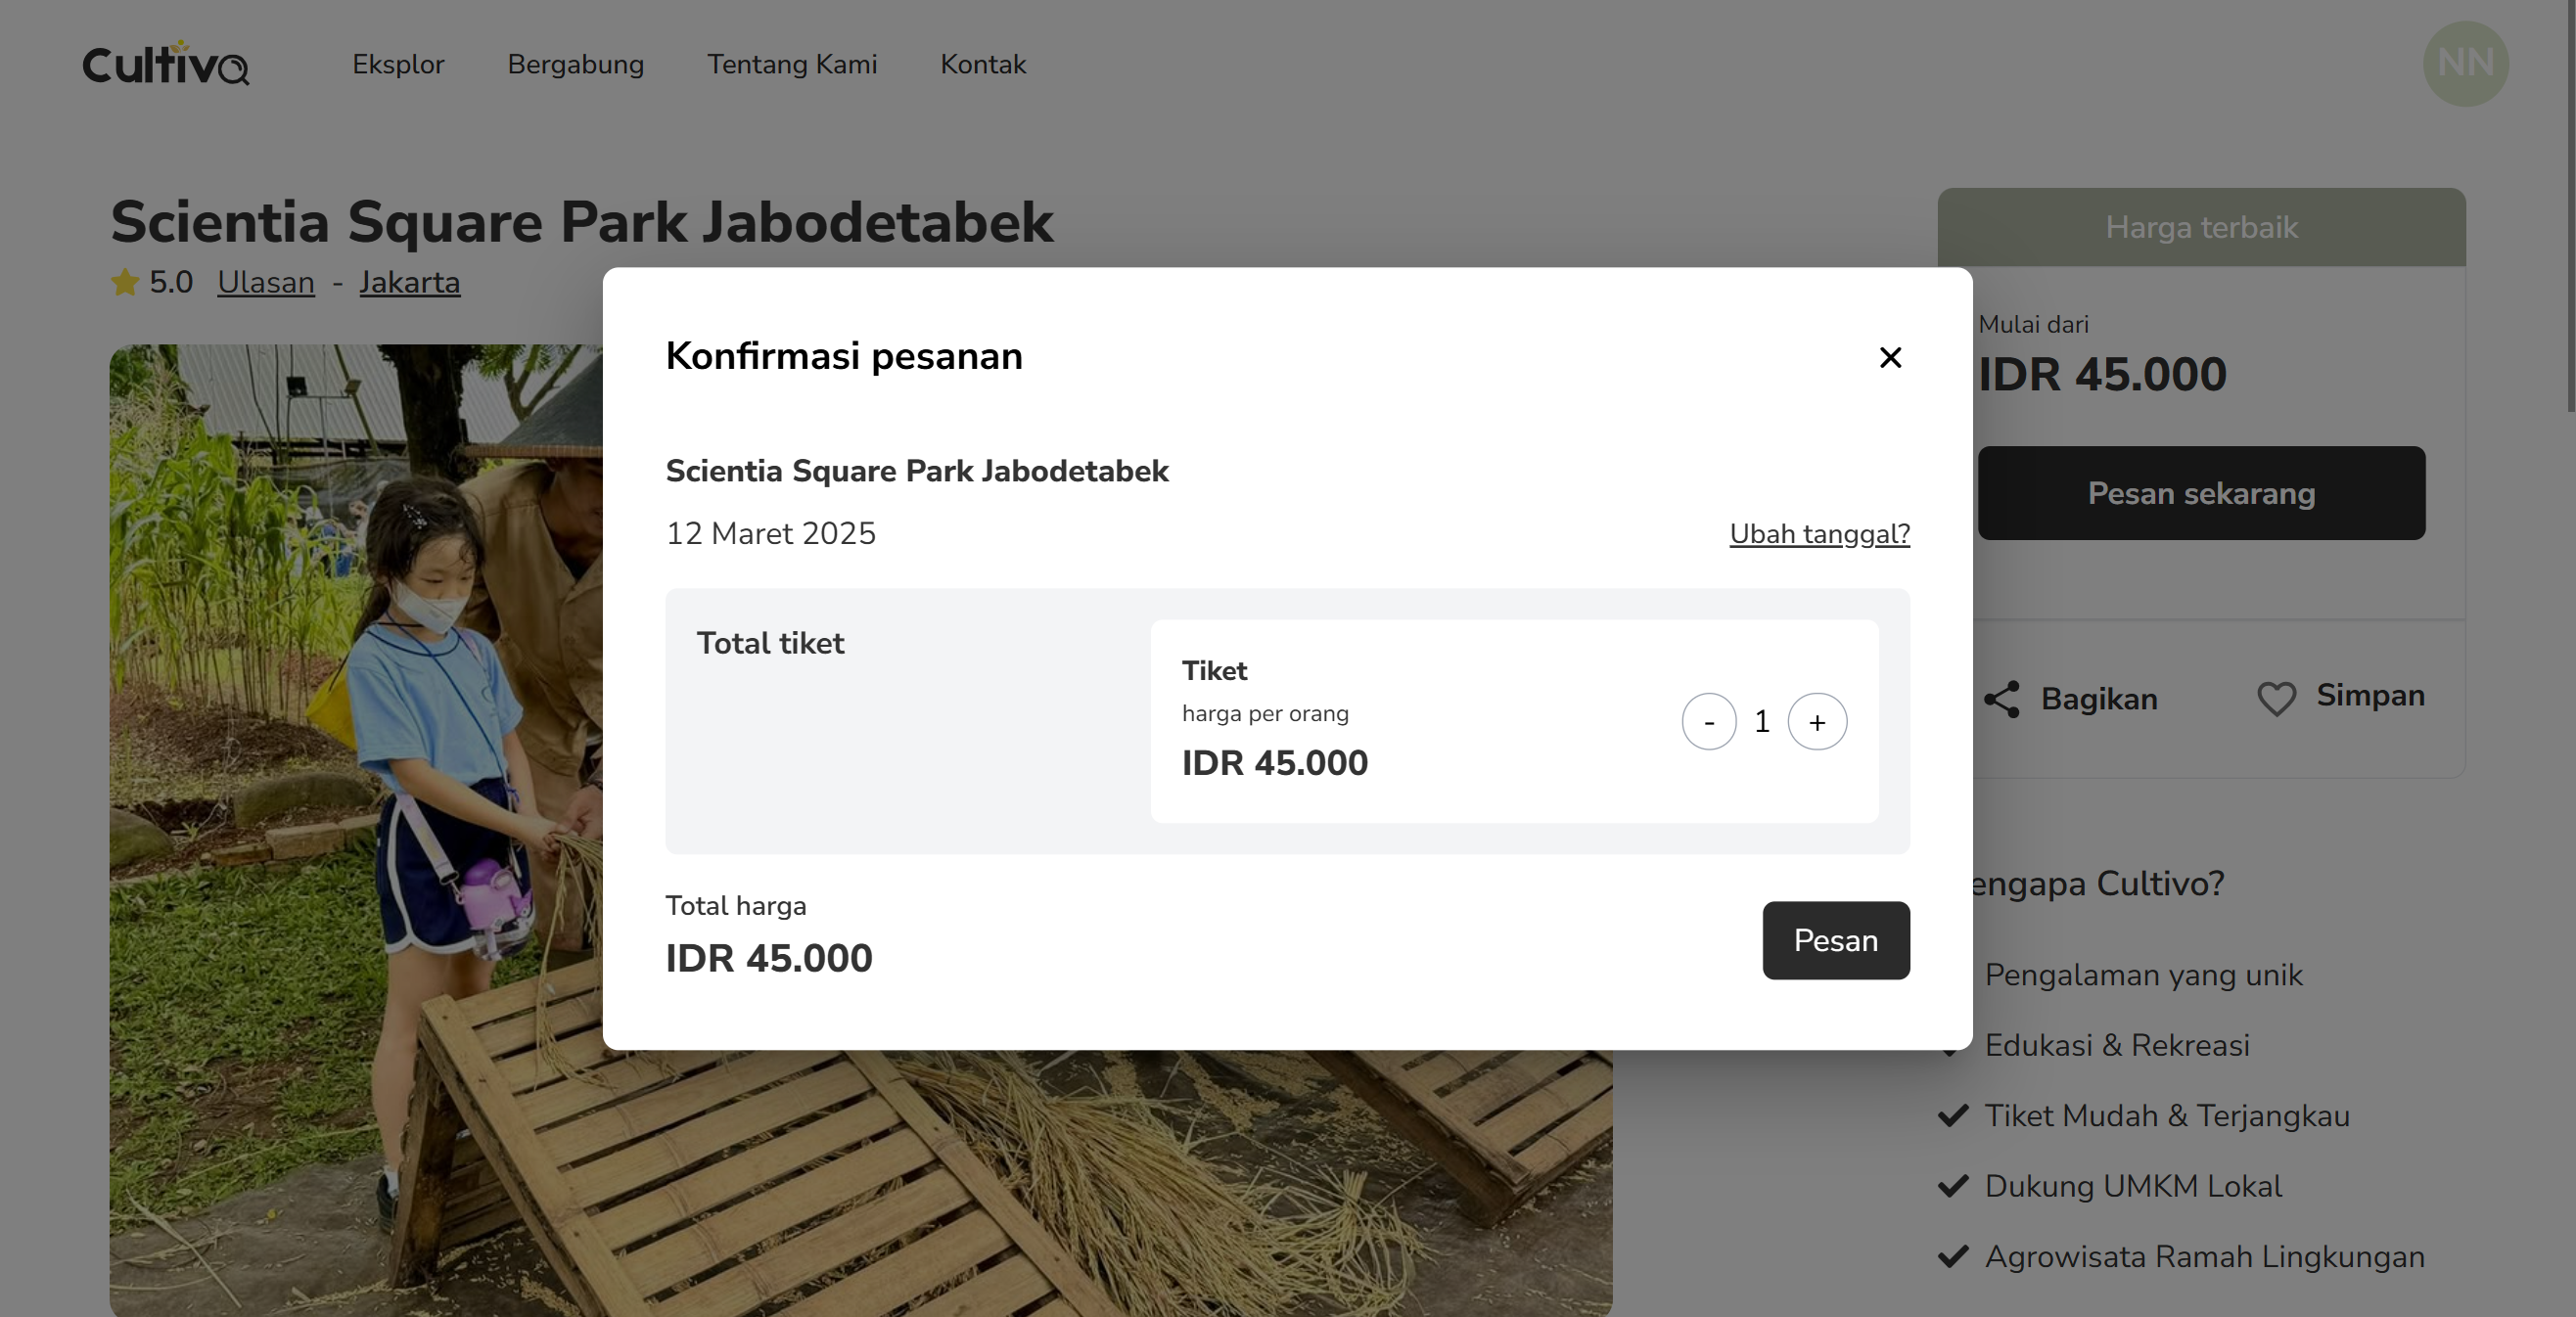 Cultivo
Eksplor
Bergabung
Tentang Kami
Kontak
NN
Scientia Square Park Jabodetabek
5.0 Ulasan - Jakarta
Harga terbaik
Mulai dari
IDR 45.000
Pesan sekarang
Bagikan
Simpan
Konfirmasi pesanan
Scientia Square Park Jabodetabek
12 Maret 2025
Ubah tanggal?
Total tiket
Tiket
harga per orang
IDR 45.000
- 1 +
Total harga
IDR 45.000
Pesan
engapa Cultivo?
Pengalaman yang unik
Edukasi & Rekreasi
Tiket Mudah & Terjangkau
Dukung UMKM Lokal
Agrowisata Ramah Lingkungan